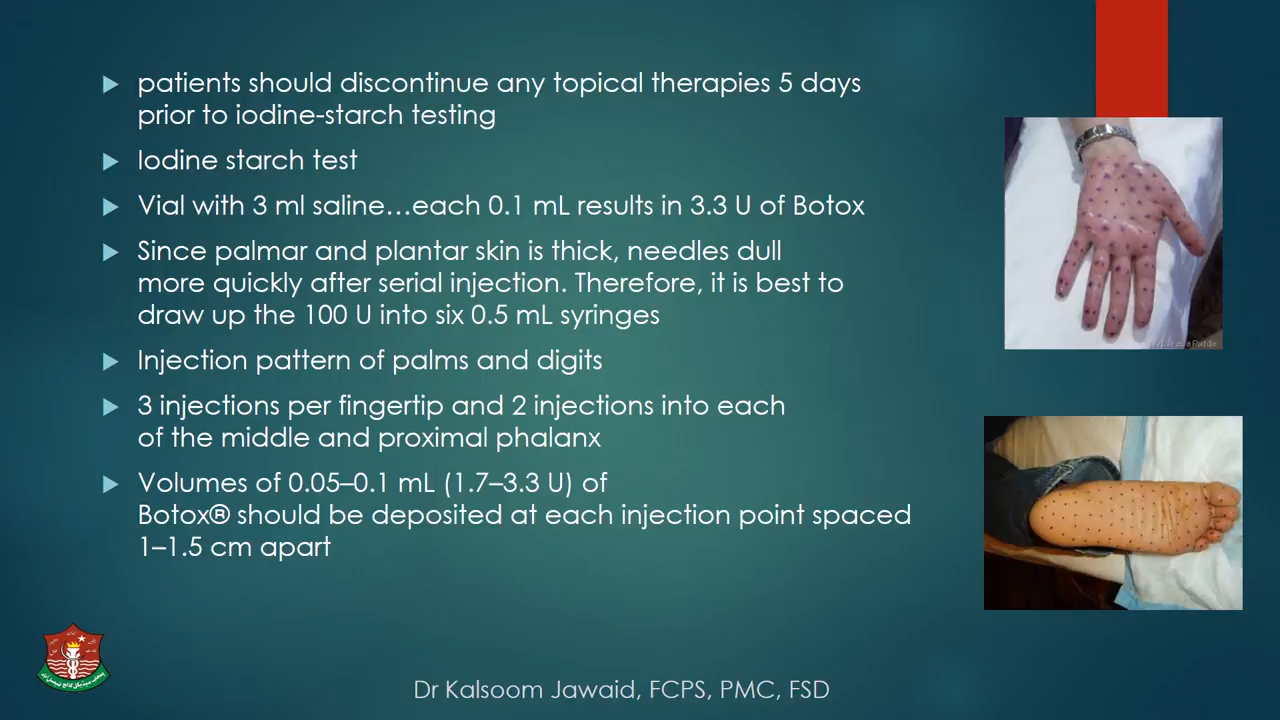 patients should discontinue any topical therapies 5 days
prior to iodine-starch testing
Iodine starch test
Vial with 3 ml saline…each 0.1 mL results in 3.3 U of Botox
Since palmar and plantar skin is thick, needles dull
more quickly after serial injection. Therefore, it is best to
draw up the 100 U into six 0.5 mL syringes
Injection pattern of palms and digits
3 injections per fingertip and 2 injections into each
of the middle and proximal phalanx
Volumes of 0.05–0.1 mL (1.7–3.3 U) of
Botox® should be deposited at each injection point spaced
1–1.5 cm apart
Dr Kalsoom Jawaid, FCPS, PMC, FSD